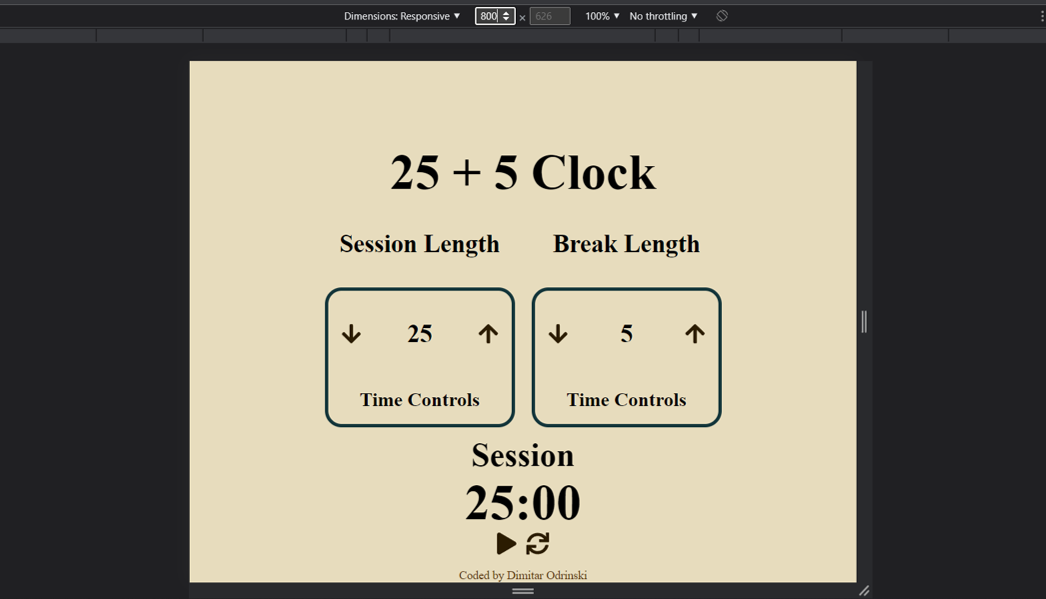 Dimensions: Responsive 800 × 626 100% No throttling
25 + 5 Clock
Session Length Break Length
25 5
Time Controls Time Controls
Session
25:00
Coded by Dimitar Odrinski